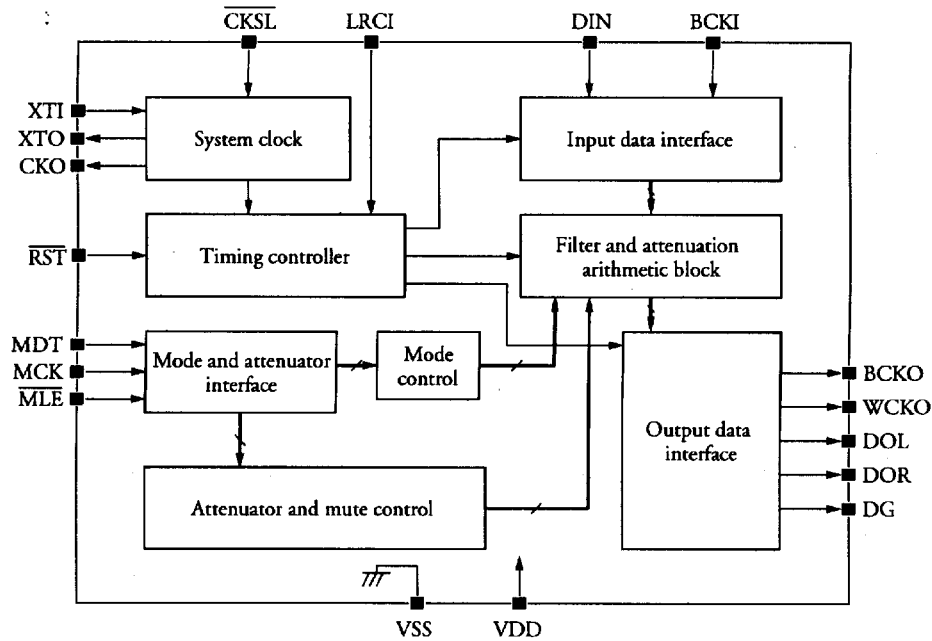 CKSL
LRCI
DIN
BCKI
XTI
XTO
CKO
System clock
Input data interface
RST
Timing controller
Filter and attenuation
arithmetic block
MDT
MCK
MLE
Mode and attenuator
interface
Mode
control
Output data
interface
BCKO
WCKO
DOL
DOR
DG
Attenuator and mute control
VSS
VDD